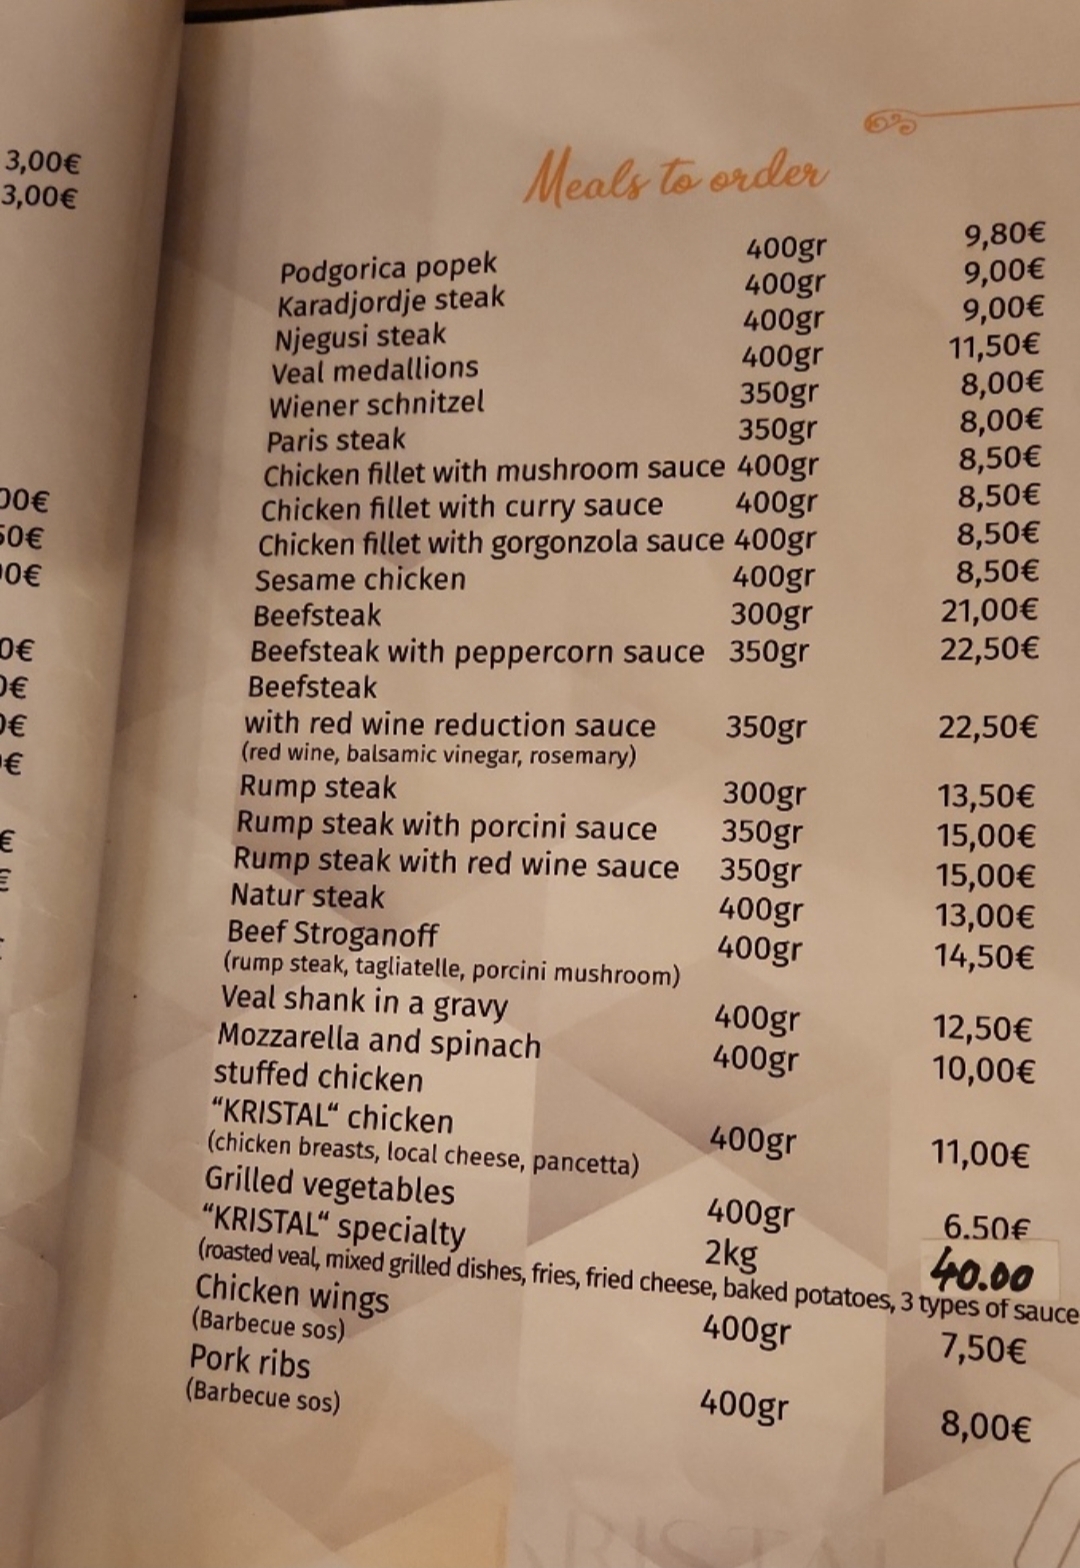 3,00€
3,00€
Meals to order
Podgorica popek 400gr 9,80€
Karadjordje steak 400gr 9,00€
Njegusi steak 400gr 9,00€
Veal medallions 400gr 11,50€
Wiener schnitzel 350gr 8,00€
Paris steak 350gr 8,00€
Chicken fillet with mushroom sauce 400gr 8,50€
Chicken fillet with curry sauce 400gr 8,50€
Chicken fillet with gorgonzola sauce 400gr 8,50€
Sesame chicken 400gr 8,50€
Beefsteak 300gr 21,00€
Beefsteak with peppercorn sauce 350gr 22,50€
Beefsteak
with red wine reduction sauce 350gr 22,50€
(red wine, balsamic vinegar, rosemary)
Rump steak 300gr 13,50€
Rump steak with porcini sauce 350gr 15,00€
Rump steak with red wine sauce 350gr 15,00€
Natur steak 400gr 13,00€
Beef Stroganoff 400gr 14,50€
(rump steak, tagliatelle, porcini mushroom)
Veal shank in a gravy 400gr 12,50€
Mozzarella and spinach 400gr 10,00€
stuffed chicken
“KRISTAL“ chicken 400gr 11,00€
(chicken breasts, local cheese, pancetta)
Grilled vegetables 400gr 6.50€
“KRISTAL“ specialty 2kg 40.00
(roasted veal, mixed grilled dishes, fries, fried cheese, baked potatoes, 3 types of sauce
Chicken wings 400gr 7,50€
(Barbecue sos)
Pork ribs 400gr 8,00€
(Barbecue sos)